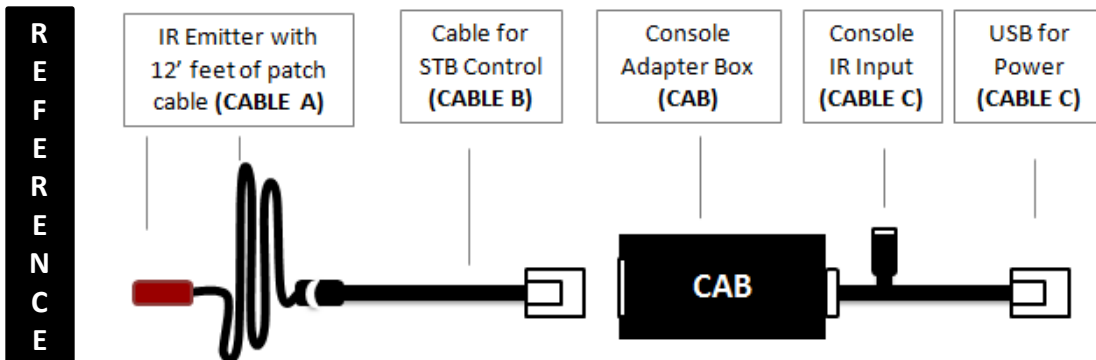 REFERENCE
IR Emitter with
12’ feet of patch
cable (CABLE A)
Cable for
STB Control
(CABLE B)
Console
Adapter Box
(CAB)
Console
IR Input
(CABLE C)
USB for
Power
(CABLE C)
CAB